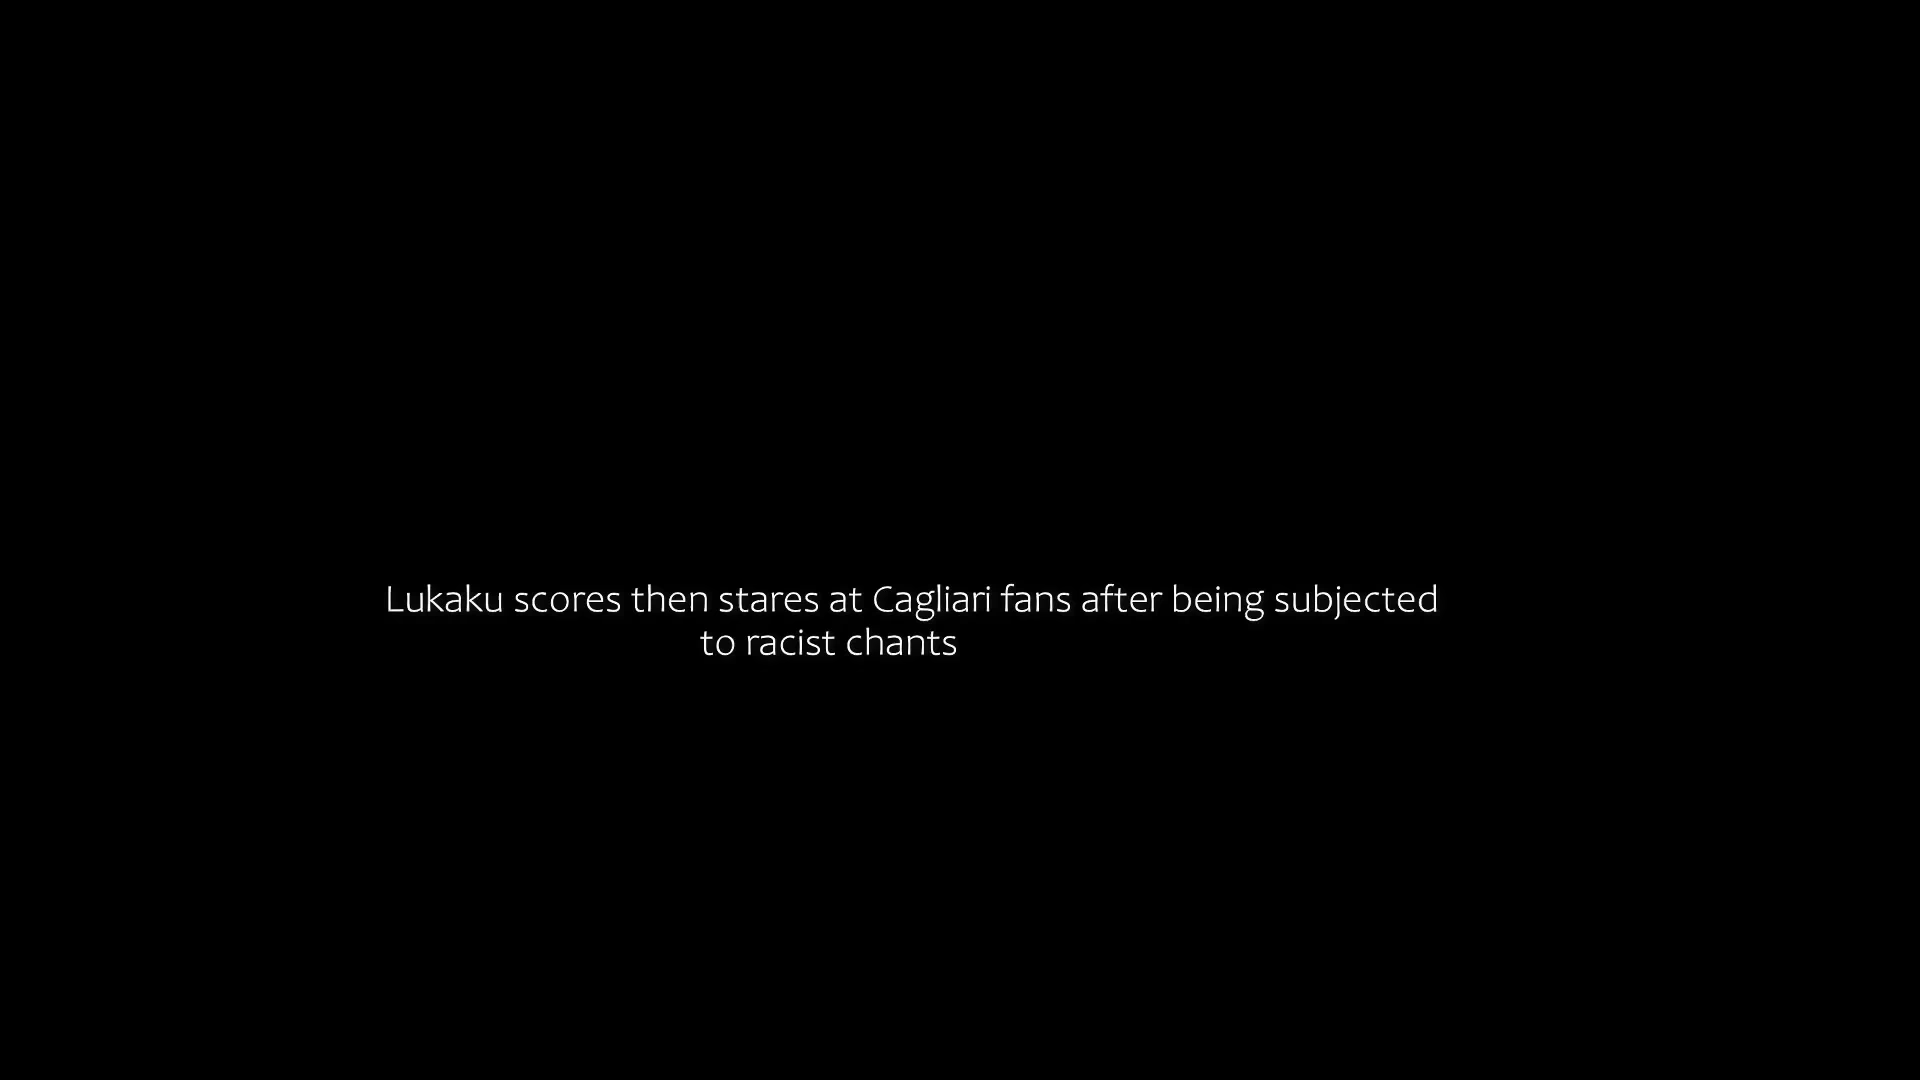 Lukaku scores then stares at Cagliari fans after being subjected
to racist chants